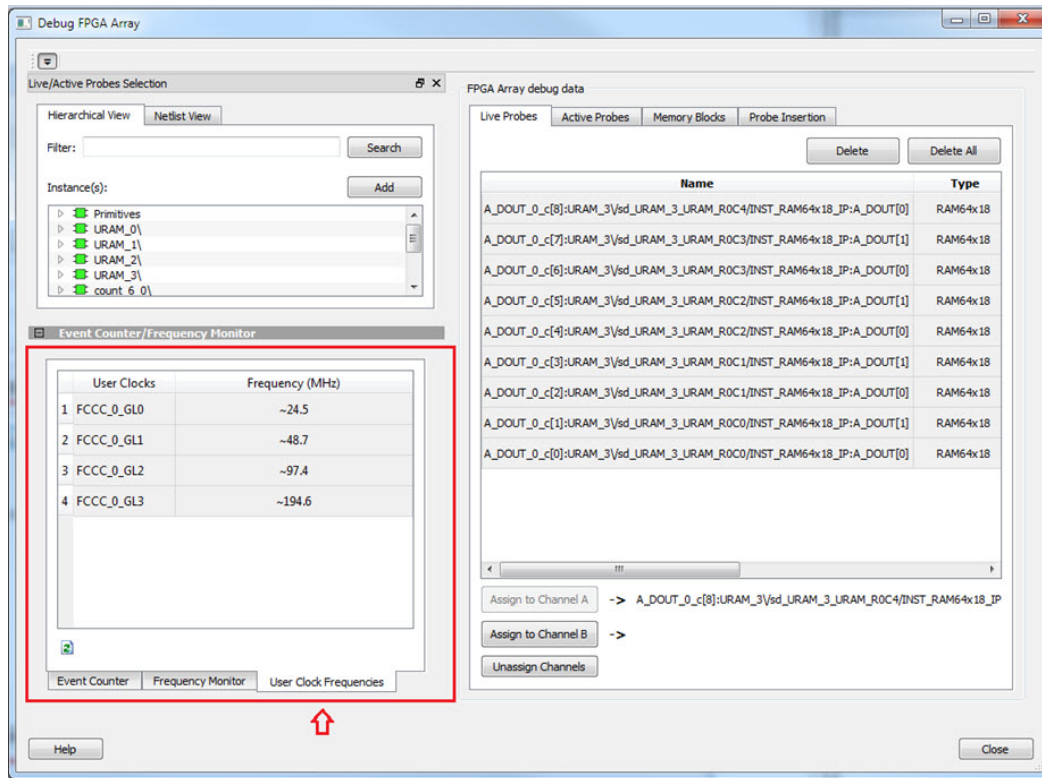 Debug FPGA Array
Live/Active Probes Selection
Hierarchical View
Netlist View
Filter:
Search
Instance(s):
Add
Primitives
URAM_0\
URAM_1\
URAM_2\
URAM_3\
count_6_0\
Event Counter/Frequency Monitor
User Clocks Frequency (MHz)
1 FCCC_0_GL0 ~24.5
2 FCCC_0_GL1 ~48.7
3 FCCC_0_GL2 ~97.4
4 FCCC_0_GL3 ~194.6
Event Counter
Frequency Monitor
User Clock Frequencies
FPGA Array debug data
Live Probes
Active Probes
Memory Blocks
Probe Insertion
Delete
Delete All
Name Type
A_DOUT_0_c[8]:URAM_3\/sd_URAM_3_URAM_R0C4/INST_RAM64x18_IP:A_DOUT[0] RAM64x18
A_DOUT_0_c[7]:URAM_3\/sd_URAM_3_URAM_R0C3/INST_RAM64x18_IP:A_DOUT[1] RAM64x18
A_DOUT_0_c[6]:URAM_3\/sd_URAM_3_URAM_R0C3/INST_RAM64x18_IP:A_DOUT[0] RAM64x18
A_DOUT_0_c[5]:URAM_3\/sd_URAM_3_URAM_R0C2/INST_RAM64x18_IP:A_DOUT[1] RAM64x18
A_DOUT_0_c[4]:URAM_3\/sd_URAM_3_URAM_R0C2/INST_RAM64x18_IP:A_DOUT[0] RAM64x18
A_DOUT_0_c[3]:URAM_3\/sd_URAM_3_URAM_R0C1/INST_RAM64x18_IP:A_DOUT[1] RAM64x18
A_DOUT_0_c[2]:URAM_3\/sd_URAM_3_URAM_R0C1/INST_RAM64x18_IP:A_DOUT[0] RAM64x18
A_DOUT_0_c[1]:URAM_3\/sd_URAM_3_URAM_R0C0/INST_RAM64x18_IP:A_DOUT[1] RAM64x18
A_DOUT_0_c[0]:URAM_3\/sd_URAM_3_URAM_R0C0/INST_RAM64x18_IP:A_DOUT[0] RAM64x18
Assign to Channel A -> A_DOUT_0_c[8]:URAM_3\/sd_URAM_3_URAM_R0C4/INST_RAM64x18_IP
Assign to Channel B ->
Unassign Channels
Help
Close